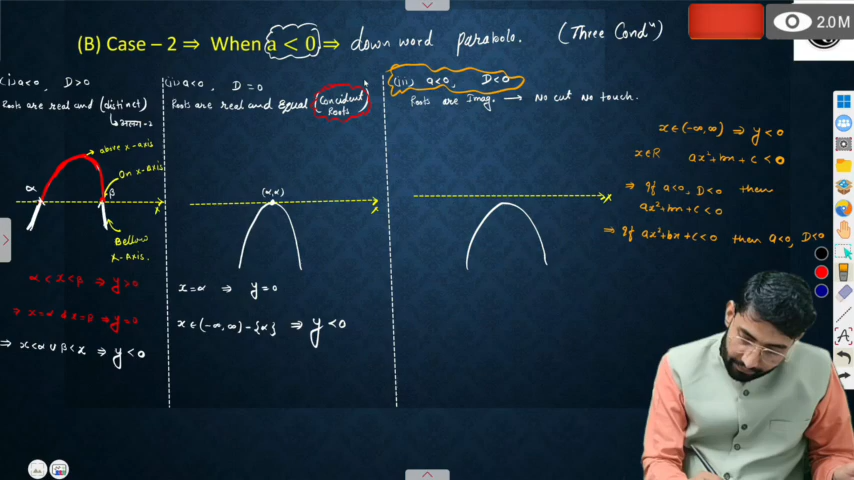 (B) Case – 2 ⇒ When a < 0 ⇒ down word parabola. (Three Condⁿ)
2.0M
(i) a<0, D>0
Roots are real and (distinct)
↳ अलग-2
above x-axis
On x-axis
α
β
x
Bellow
x-Axis.
α < x < β ⇒ y>0
⇒ x=α & x=β ⇒ y=0
⇒ x<α ∪ β<x ⇒ y<0
(ii) a<0, D=0
Roots are real and Equal (Concident
Roots)
(α,α)
x
x=α ⇒ y=0
x∈(-∞,∞)-{α} ⇒ y<0
(iii) a<0, D<0
Roots are Imag. → No cut No touch.
x
x∈(-∞,∞) ⇒ y<0
x∈R ax²+bx+c<0
⇒ If a<0, D<0 then
ax²+bx+c<0
⇒ If ax²+bx+c<0 then a<0, D<0
A